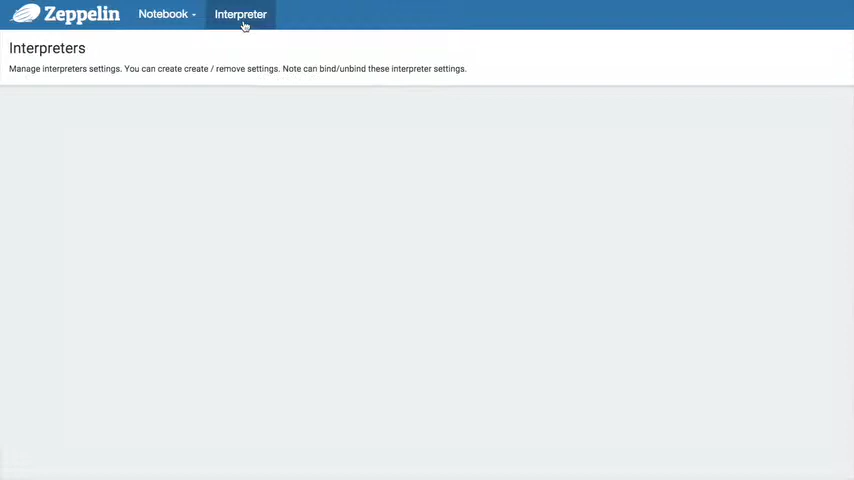 Zeppelin Notebook Interpreter
Interpreters
Manage interpreters settings. You can create create / remove settings. Note can bind/unbind these interpreter settings.